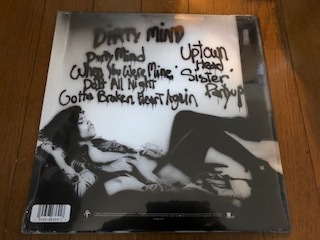 DIRTY MIND
Dirty Mind
When You Were Mine
Do It All Night
Gotta Broken Heart Again
Uptown
Head
Sister
Partyup